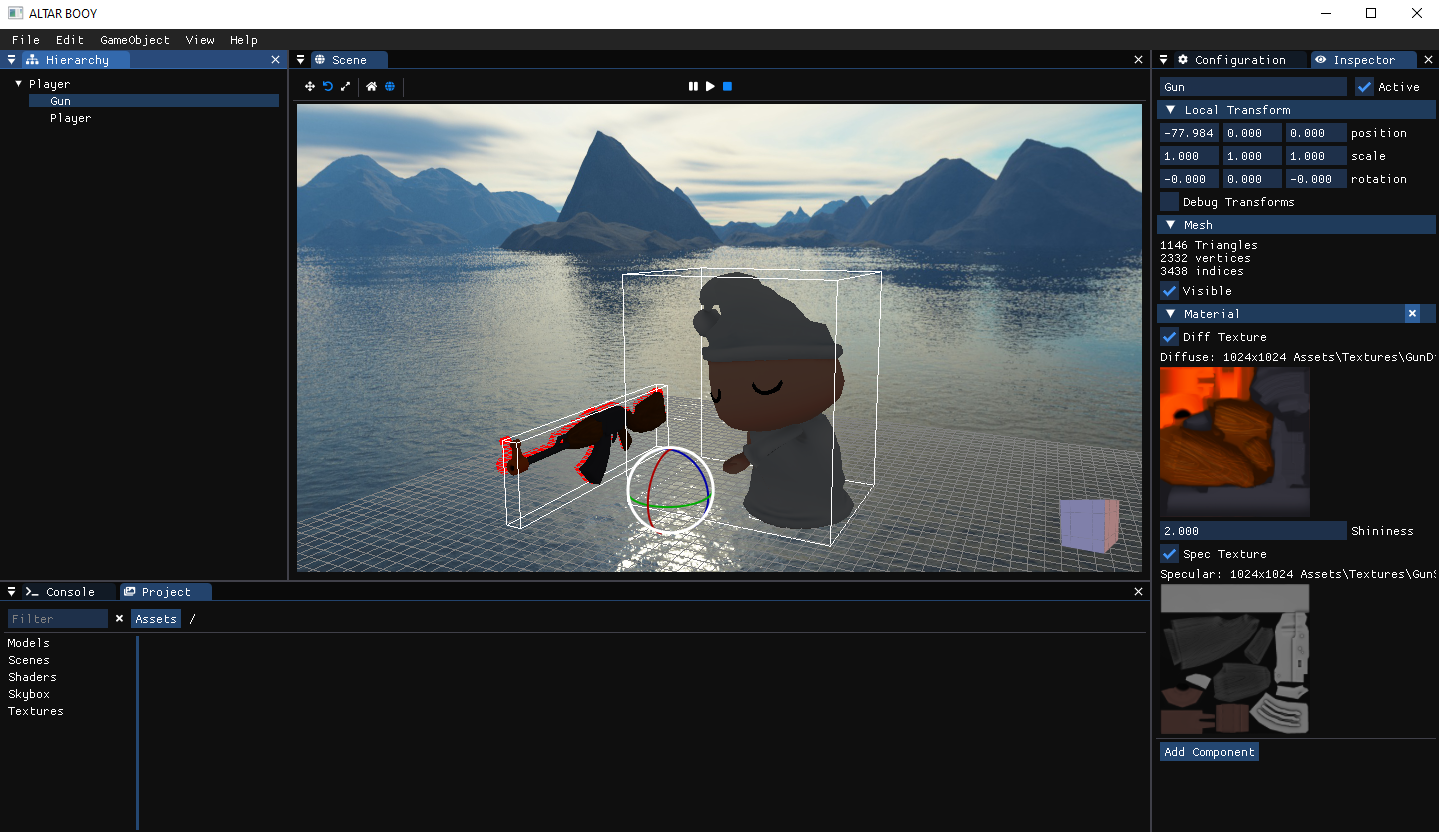 ALTAR BOOY
File Edit GameObject View Help
Hierarchy
Player
Gun
Player
Scene
Configuration Inspector
Gun Active
Local Transform
-77.984 0.000 0.000 position
1.000 1.000 1.000 scale
-0.000 0.000 -0.000 rotation
Debug Transforms
Mesh
1146 Triangles
2332 vertices
3438 indices
Visible
Material
Diff Texture
Diffuse: 1024x1024 Assets\Textures\GunD
2.000 Shininess
Spec Texture
Specular: 1024x1024 Assets\Textures\Gun
Add Component
Console Project
Filter Assets /
Models
Scenes
Shaders
Skybox
Textures